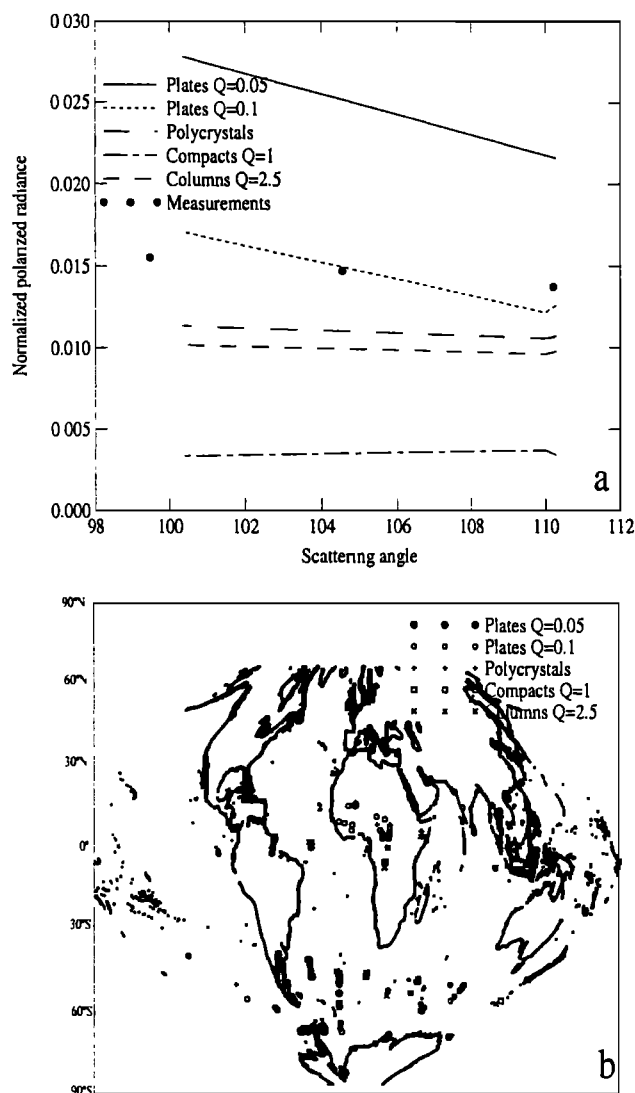 0 030
0.025
0.020
0.015
0 010
0 005
0 000
Normalized polarized radiance
Plates Q=0.05
Plates Q=0.1
Polycrystals
Compacts Q=1
Columns Q=2.5
Measurements
98
100
102
104
106
108
110
112
Scattering angle
a
90°N
60°N
30°N
0°
30°S
60°S
90°S
Plates Q=0.05
Plates Q=0.1
Polycrystals
Compacts Q=1
Q=2.5
b